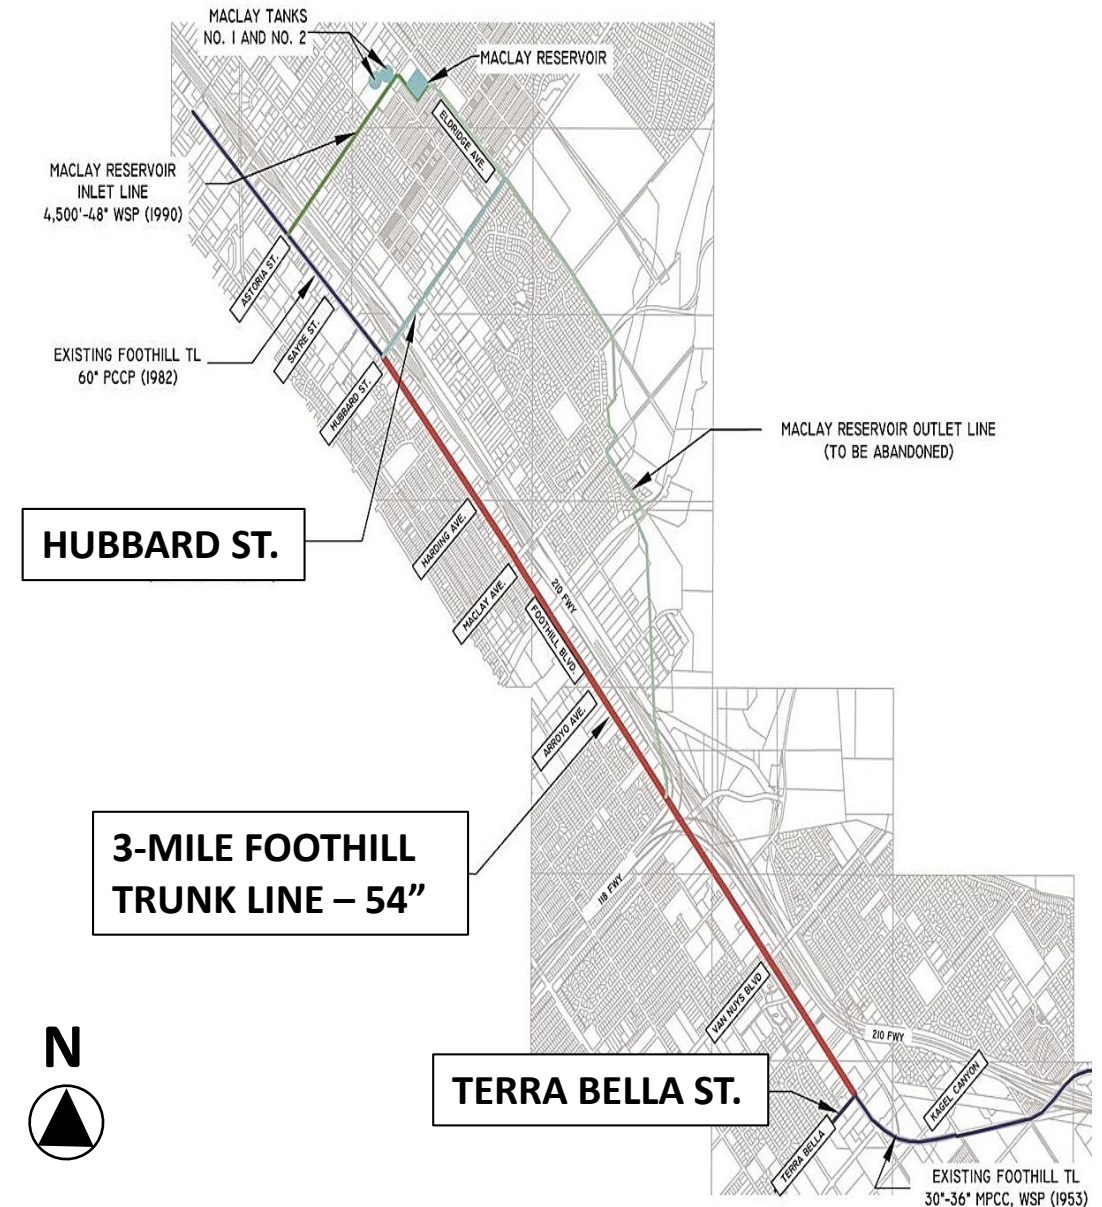 MACLAY TANKS
NO. 1 AND NO. 2
MACLAY RESERVOIR
ELDRIDGE AVE.
MACLAY RESERVOIR
INLET LINE
4,500'-48" WSP (1990)
ASTORIA ST.
SAYRE ST.
EXISTING FOOTHILL TL
60" PCCP (1982)
HUBBARD ST.
MACLAY RESERVOIR OUTLET LINE
(TO BE ABANDONED)
HUBBARD ST.
HARDING AVE.
MACLAY AVE.
210 FWY
FOOTHILL BLVD.
ARROYO AVE.
3-MILE FOOTHILL
TRUNK LINE – 54”
118 FWY
VAN NUYS BLVD
210 FWY
N
TERRA BELLA ST.
KAGEL CANYON
TERRA BELLA
EXISTING FOOTHILL TL
30"-36" MPCC, WSP (1953)